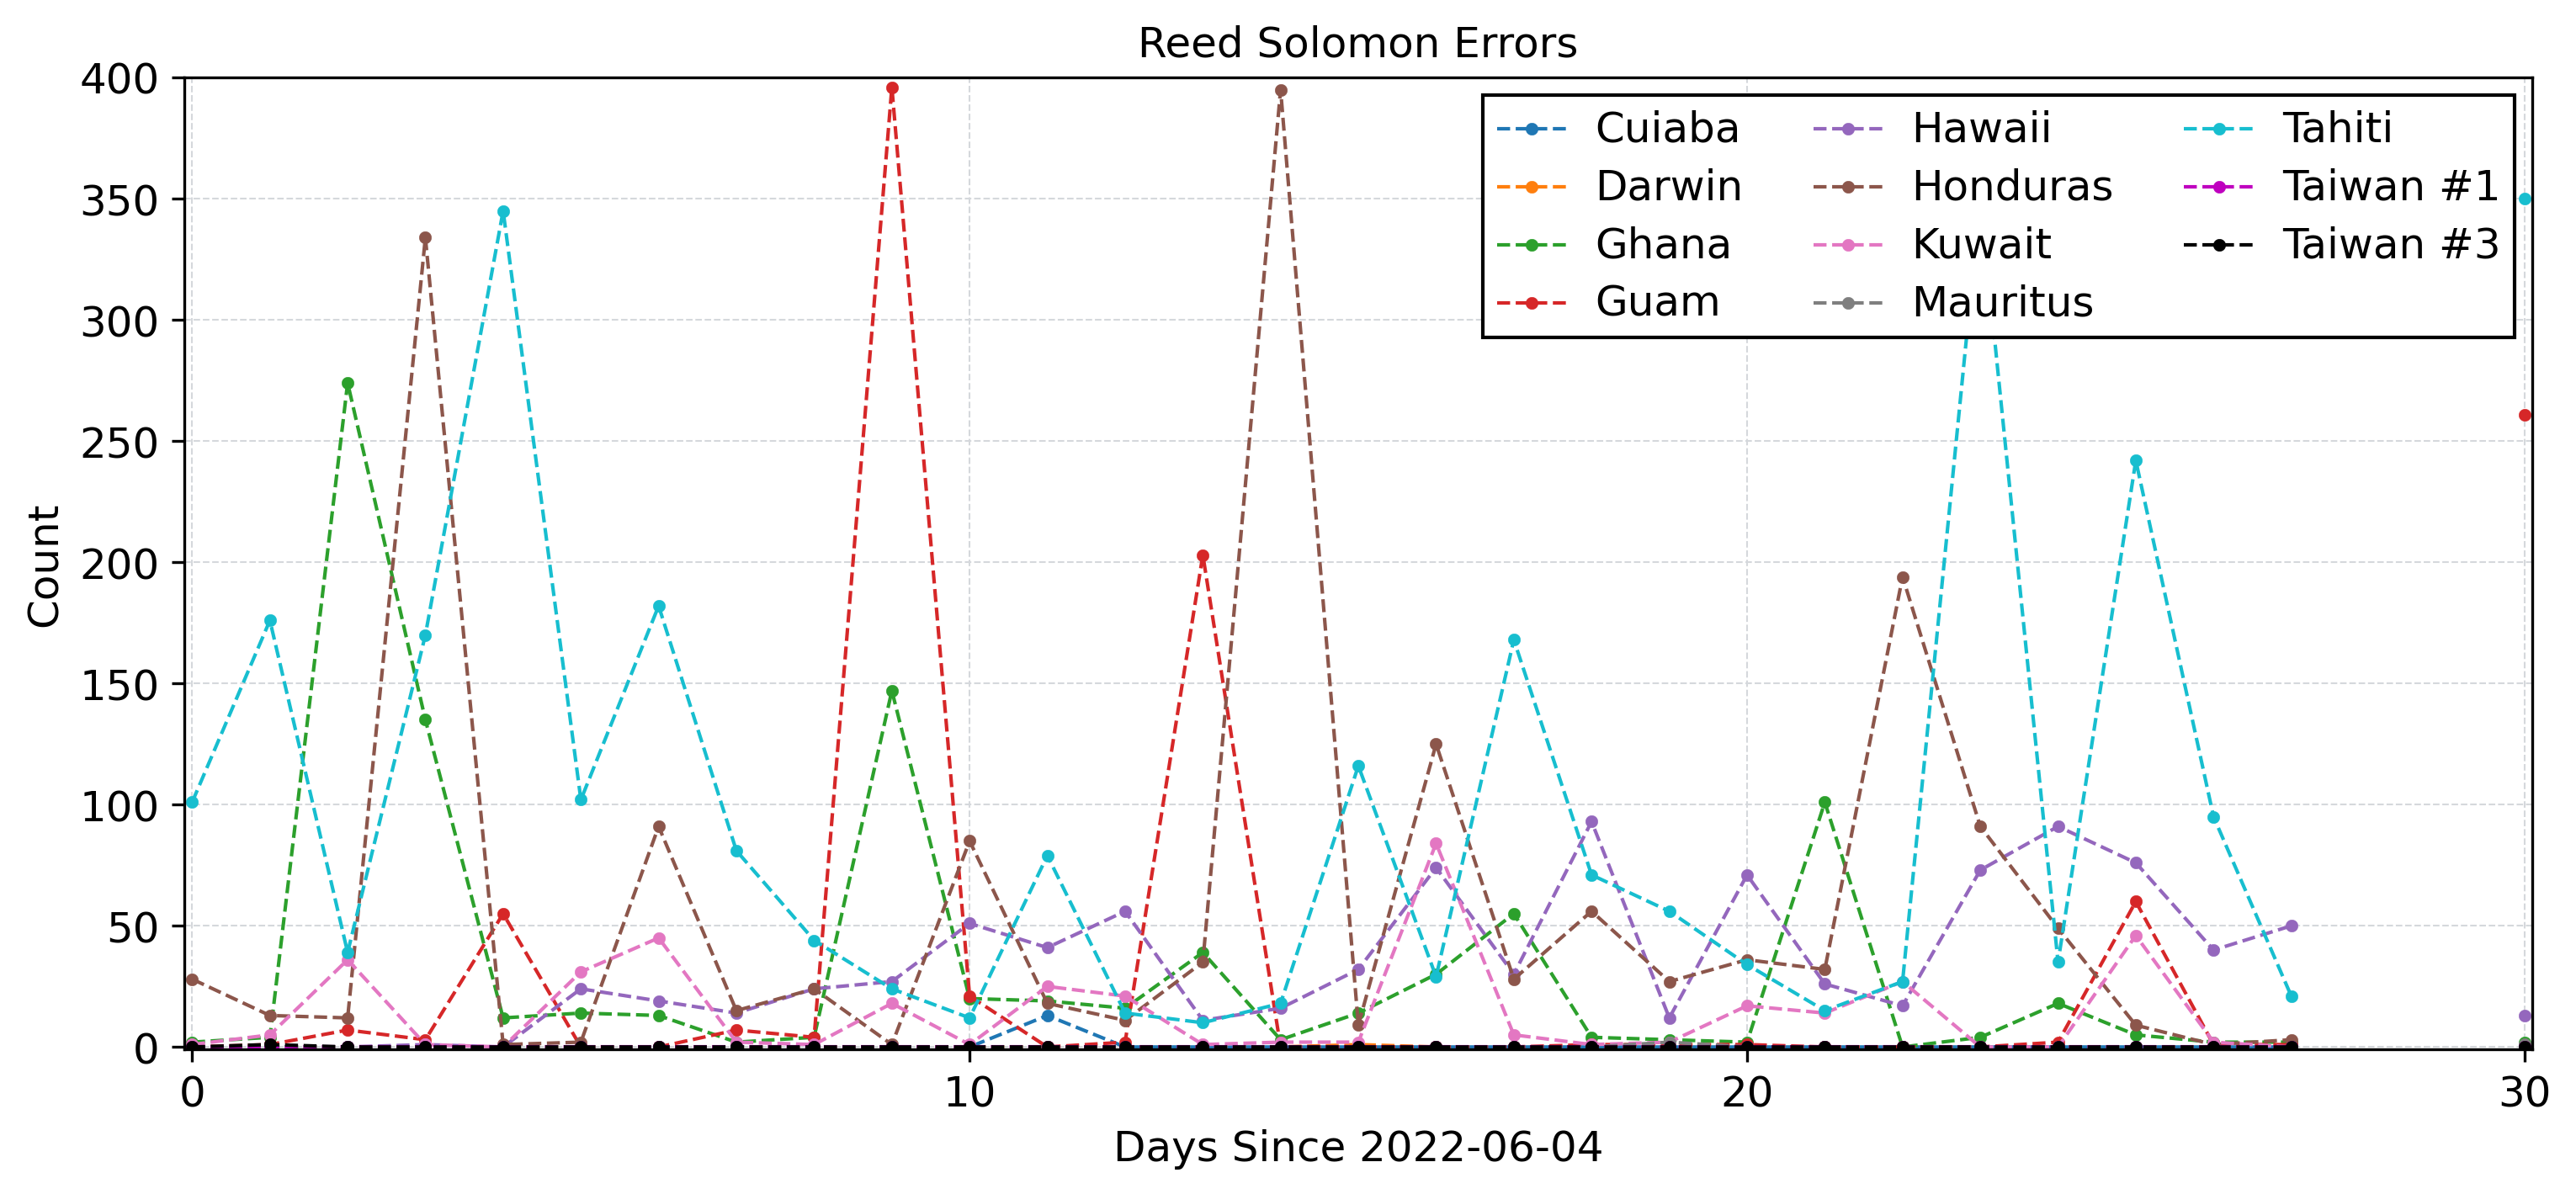 Reed Solomon Errors
400
350
300
250
200
150
100
50
0
Count
Cuiaba
Darwin
Ghana
Guam
Hawaii
Honduras
Kuwait
Mauritus
Tahiti
Taiwan #1
Taiwan #3
0 10 20 30
Days Since 2022-06-04